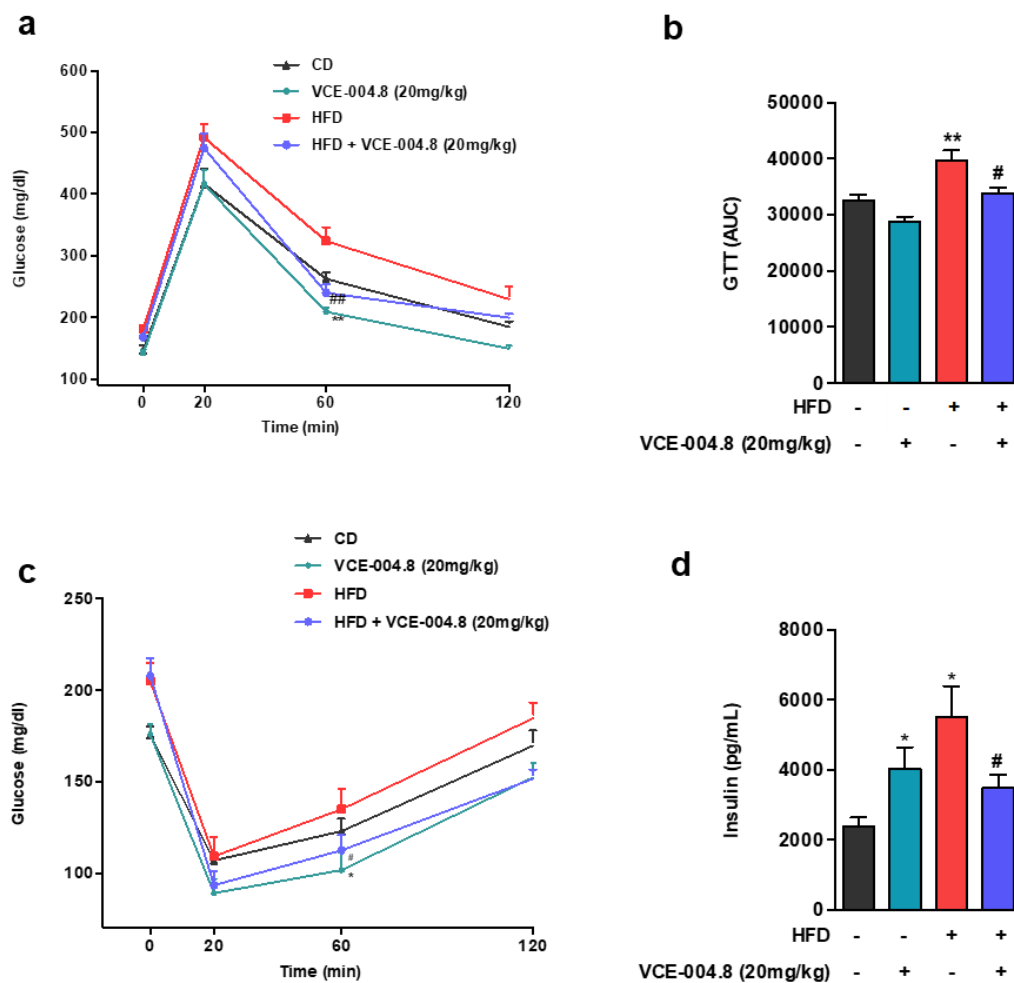 a
600
500
400
300
200
100
Glucose (mg/dl)
CD
VCE-004.8 (20mg/kg)
HFD
HFD + VCE-004.8 (20mg/kg)
##
**
0 20 60 120
Time (min)
b
50000
40000
30000
20000
10000
0
GTT (AUC)
**
#
HFD - - + +
VCE-004.8 (20mg/kg) - + - +
c
250
200
150
100
Glucose (mg/dl)
CD
VCE-004.8 (20mg/kg)
HFD
HFD + VCE-004.8 (20mg/kg)
#
*
0 20 60 120
Time (min)
d
8000
6000
4000
2000
0
Insulin (pg/mL)
*
*
#
HFD - - + +
VCE-004.8 (20mg/kg) - + - +